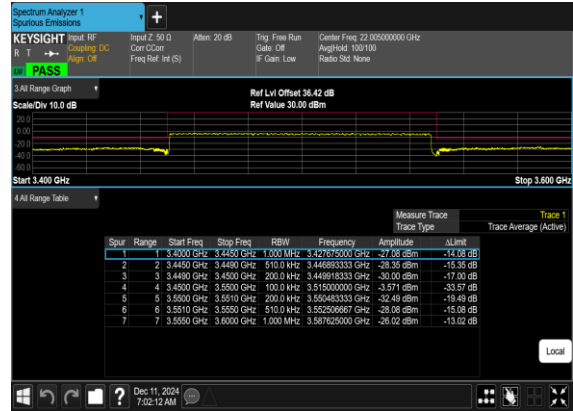 Spectrum Analyzer 1
Spurious Emissions
KEYSIGHT Input: RF Input Z: 50 Ω Atten: 20 dB Trig: Free Run Center Freq: 22.005000000 GHz
R T Coupling: DC Corr CCorr Gate: Off Avg|Hold: 100/100
Align: Off Freq Ref: Int (S) IF Gain: Low Radio Std: None
PASS
3 All Range Graph
Ref Lvl Offset 36.42 dB
Scale/Div 10.0 dB Ref Value 30.00 dBm
20.0
0.00
-20.0
-40.0
-60.0
Start 3.400 GHz Stop 3.600 GHz
4 All Range Table
Measure Trace Trace 1
Trace Type Trace Average (Active)
Spur Range Start Freq Stop Freq RBW Frequency Amplitude ΔLimit
1 1 3.4000 GHz 3.4450 GHz 1.000 MHz 3.427675000 GHz -27.08 dBm -14.08 dB
2 2 3.4450 GHz 3.4490 GHz 510.0 kHz 3.446893333 GHz -28.35 dBm -15.35 dB
3 3 3.4490 GHz 3.4500 GHz 200.0 kHz 3.449918333 GHz -30.00 dBm -17.00 dB
4 4 3.4500 GHz 3.5500 GHz 100.0 kHz 3.515000000 GHz -3.571 dBm -33.57 dB
5 5 3.5500 GHz 3.5510 GHz 200.0 kHz 3.550483333 GHz -32.49 dBm -19.49 dB
6 6 3.5510 GHz 3.5550 GHz 510.0 kHz 3.552506667 GHz -28.08 dBm -15.08 dB
7 7 3.5550 GHz 3.6000 GHz 1.000 MHz 3.587625000 GHz -26.02 dBm -13.02 dB
Local
? Dec 11, 2024
7:02:12 AM